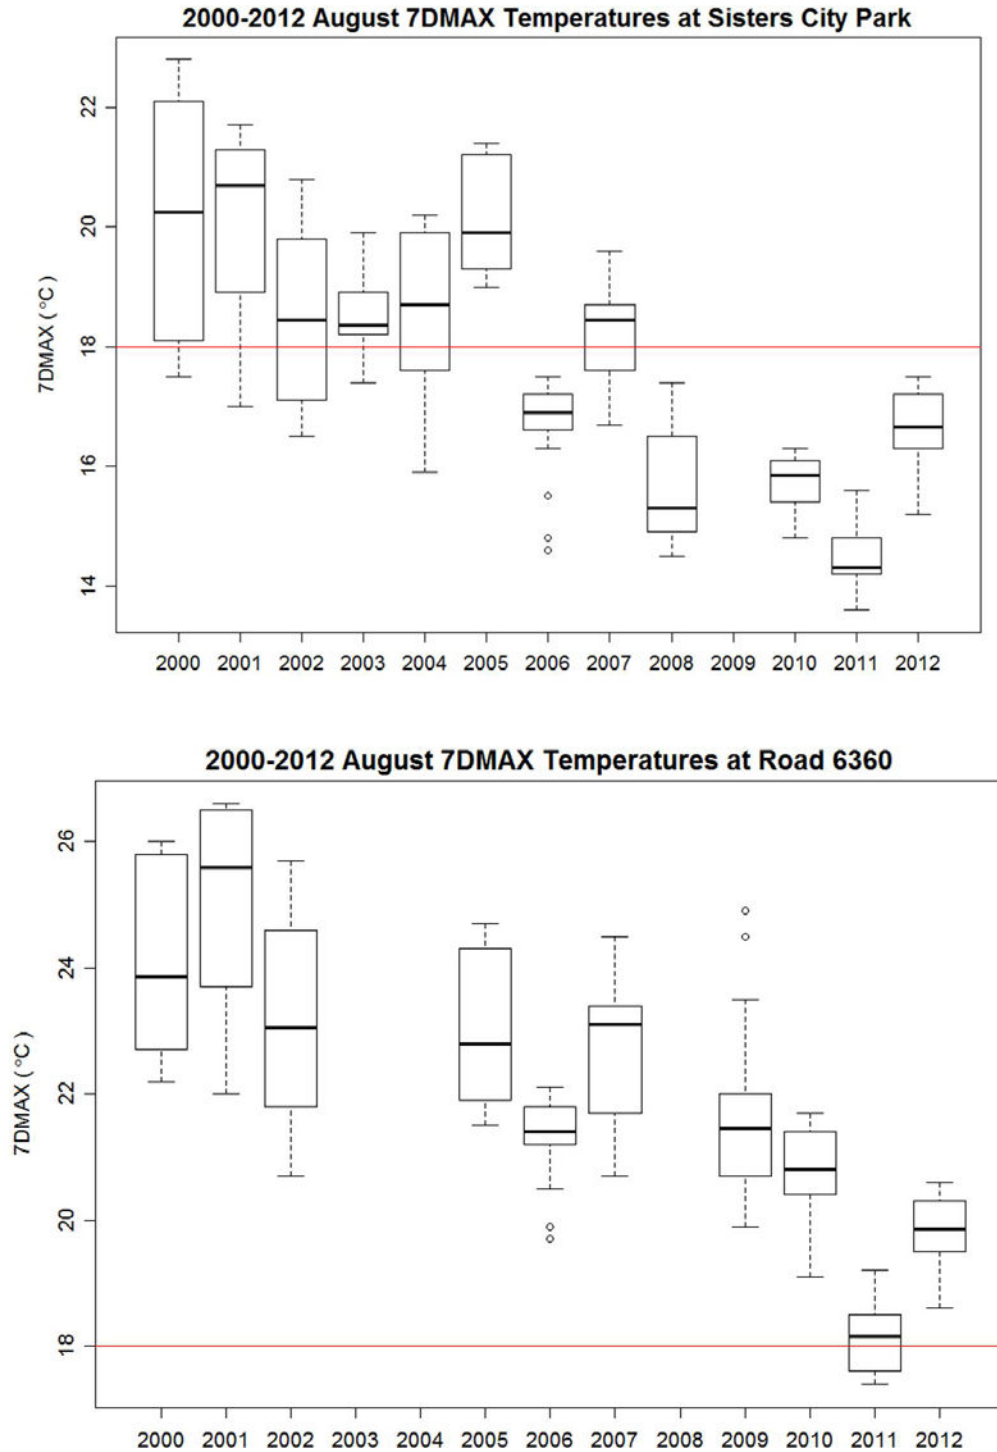 2000-2012 August 7DMAX Temperatures at Sisters City Park
22
20
18
16
14
7DMAX ( °C )
2000 2001 2002 2003 2004 2005 2006 2007 2008 2009 2010 2011 2012
2000-2012 August 7DMAX Temperatures at Road 6360
26
24
22
20
18
7DMAX ( °C )
2000 2001 2002 2003 2004 2005 2006 2007 2008 2009 2010 2011 2012